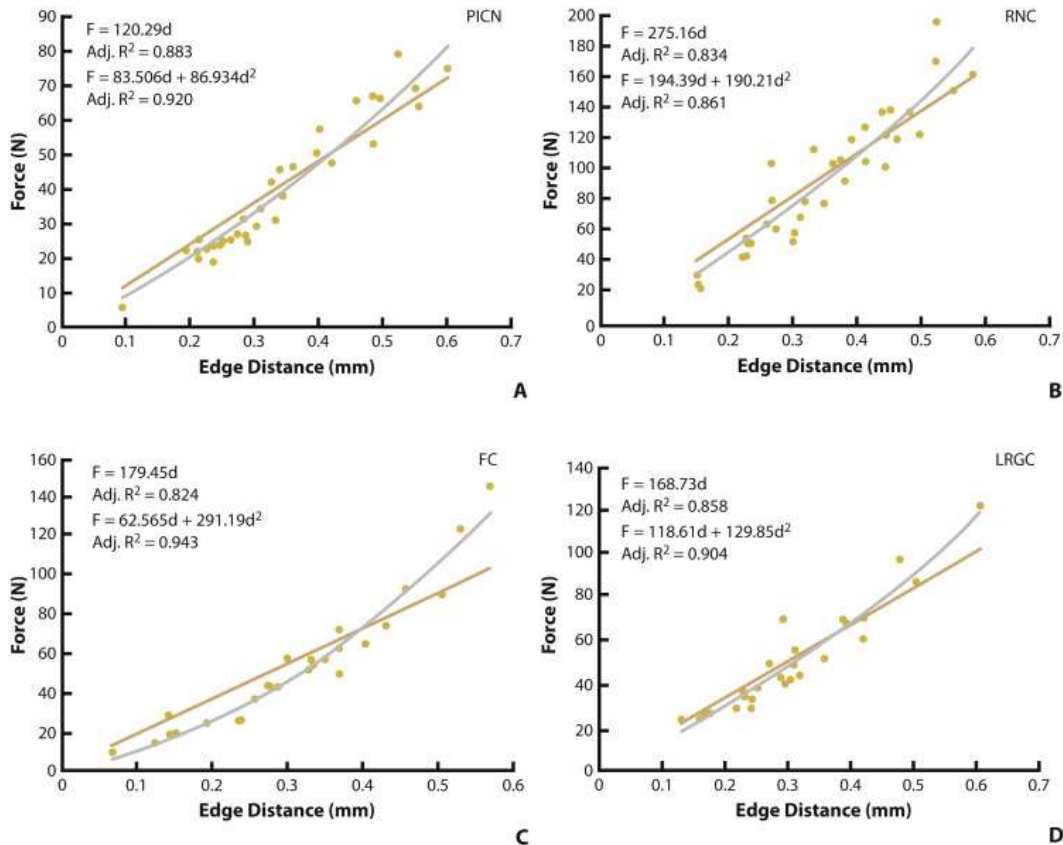 PICN
F = 120.29d
Adj. R² = 0.883
F = 83.506d + 86.934d²
Adj. R² = 0.920
Force (N)
90
80
70
60
50
40
30
20
10
0
0 0.1 0.2 0.3 0.4 0.5 0.6 0.7
Edge Distance (mm)
A
RNC
F = 275.16d
Adj. R² = 0.834
F = 194.39d + 190.21d²
Adj. R² = 0.861
Force (N)
200
180
160
140
120
100
80
60
40
20
0
0 0.1 0.2 0.3 0.4 0.5 0.6 0.7
Edge Distance (mm)
B
FC
F = 179.45d
Adj. R² = 0.824
F = 62.565d + 291.19d²
Adj. R² = 0.943
Force (N)
160
140
120
100
80
60
40
20
0
0 0.1 0.2 0.3 0.4 0.5 0.6
Edge Distance (mm)
C
LRGC
F = 168.73d
Adj. R² = 0.858
F = 118.61d + 129.85d²
Adj. R² = 0.904
Force (N)
140
120
100
80
60
40
20
0
0 0.1 0.2 0.3 0.4 0.5 0.6 0.7
Edge Distance (mm)
D